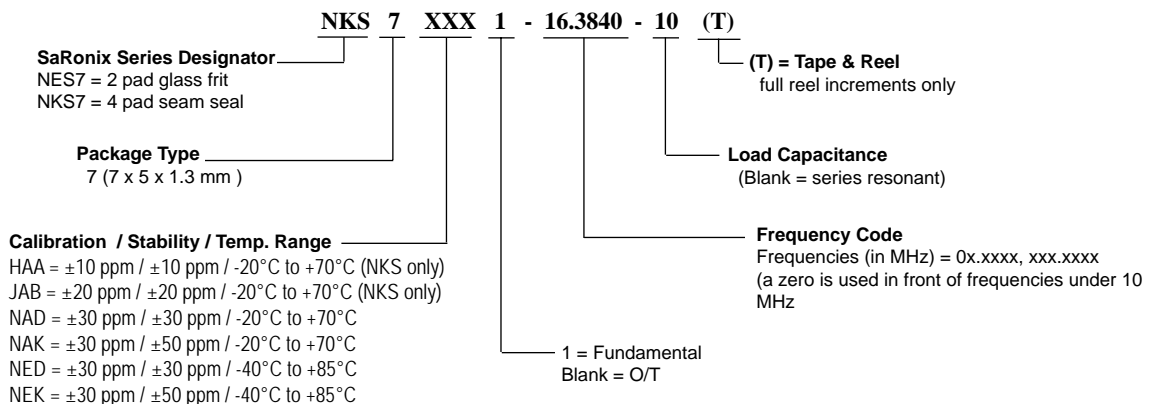 NKS 7 XXX 1 - 16.3840 - 10 (T)
SaRonix Series Designator
NES7 = 2 pad glass frit
NKS7 = 4 pad seam seal
(T) = Tape & Reel
full reel increments only
Package Type
7 (7 x 5 x 1.3 mm )
Load Capacitance
(Blank = series resonant)
Calibration / Stability / Temp. Range
HAA = ±10 ppm / ±10 ppm / -20°C to +70°C (NKS only)
JAB = ±20 ppm / ±20 ppm / -20°C to +70°C (NKS only)
NAD = ±30 ppm / ±30 ppm / -20°C to +70°C
NAK = ±30 ppm / ±50 ppm / -20°C to +70°C
NED = ±30 ppm / ±30 ppm / -40°C to +85°C
NEK = ±30 ppm / ±50 ppm / -40°C to +85°C
Frequency Code
Frequencies (in MHz) = 0x.xxxx, xxx.xxxx
(a zero is used in front of frequencies under 10
MHz
1 = Fundamental
Blank = O/T